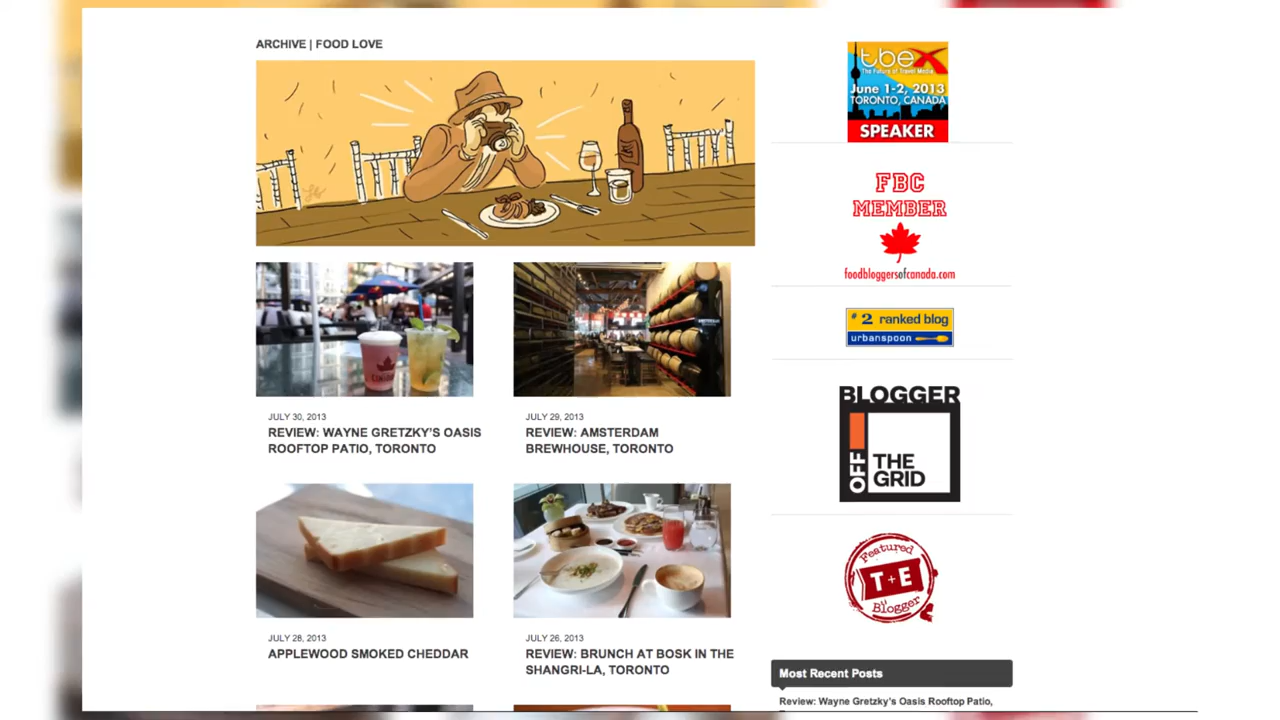 ARCHIVE | FOOD LOVE
JULY 30, 2013
REVIEW: WAYNE GRETZKY'S OASIS
ROOFTOP PATIO, TORONTO
JULY 29, 2013
REVIEW: AMSTERDAM
BREWHOUSE, TORONTO
JULY 28, 2013
APPLEWOOD SMOKED CHEDDAR
JULY 26, 2013
REVIEW: BRUNCH AT BOSK IN THE
SHANGRI-LA, TORONTO
tbex
The Future of Travel Media
June 1-2, 2013
TORONTO, CANADA
SPEAKER
FBC
MEMBER
foodbloggersofcanada.com
#2 ranked blog
urbanspoon
BLOGGER
OFF THE
GRID
Featured
T+E
Blogger
Most Recent Posts
Review: Wayne Gretzky's Oasis Rooftop Patio,